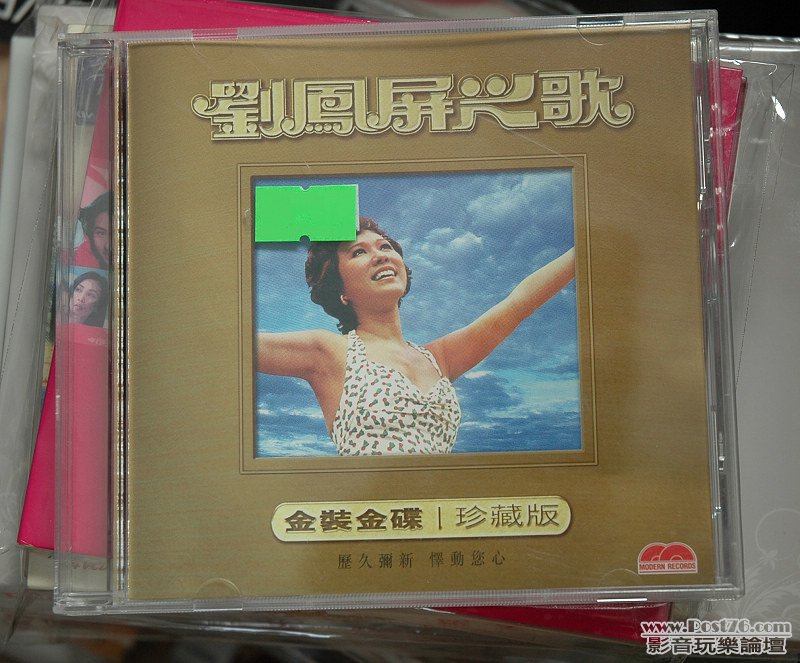 劉鳳屏之歌
金裝金碟｜珍藏版
歷久彌新 懌動您心
MODERN RECORDS
www.Post76.com
影音玩樂論壇